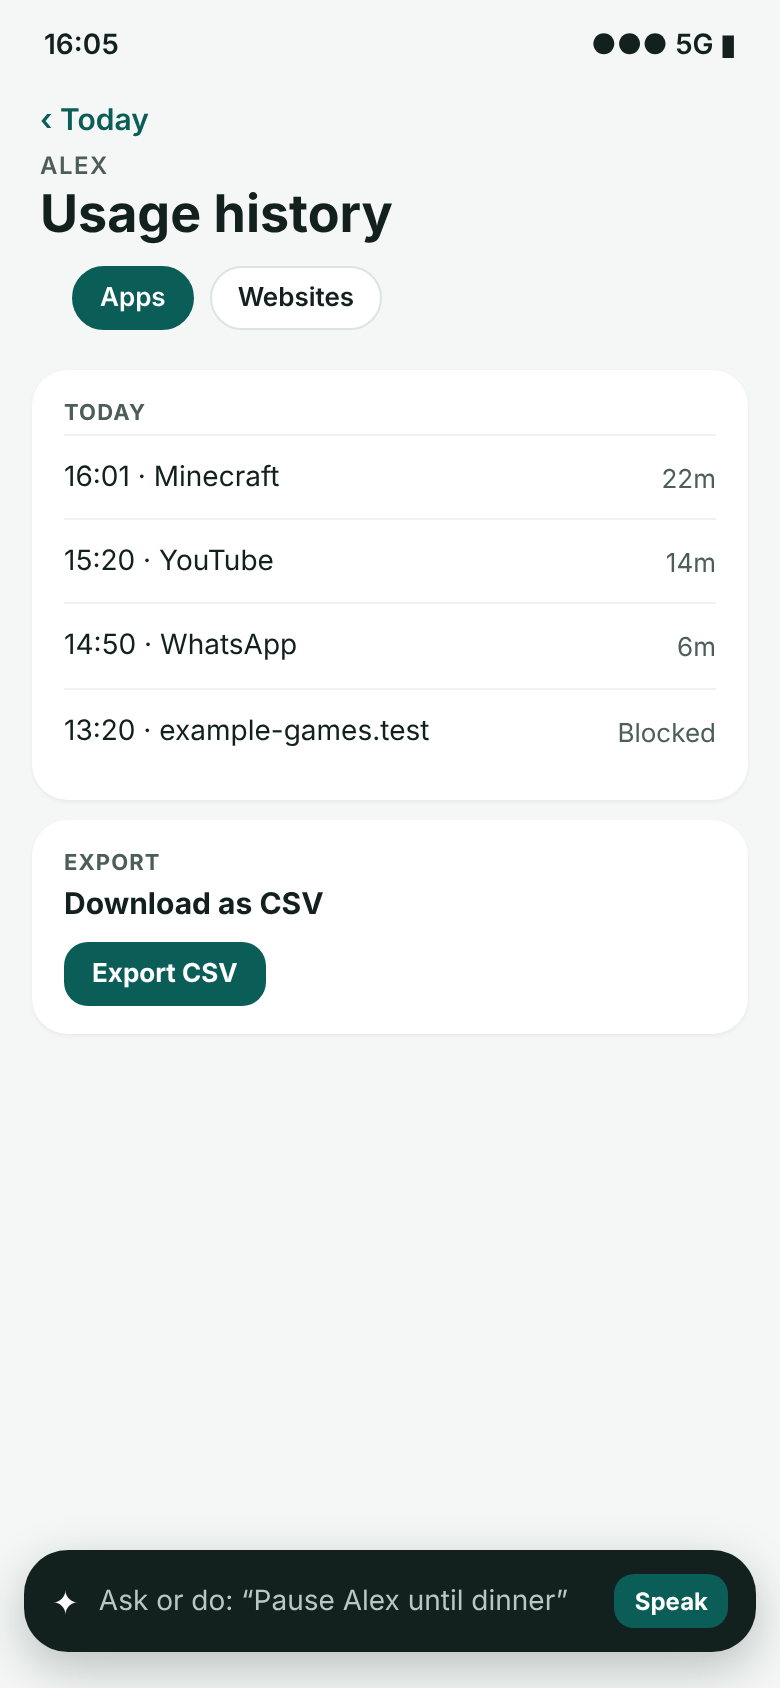 16:05 ●●● 5G ▮
‹ Today
ALEX
Usage history
Apps Websites
TODAY
16:01 · Minecraft 22m
15:20 · YouTube 14m
14:50 · WhatsApp 6m
13:20 · example-games.test Blocked
EXPORT
Download as CSV
Export CSV
✦ Ask or do: “Pause Alex until dinner” Speak